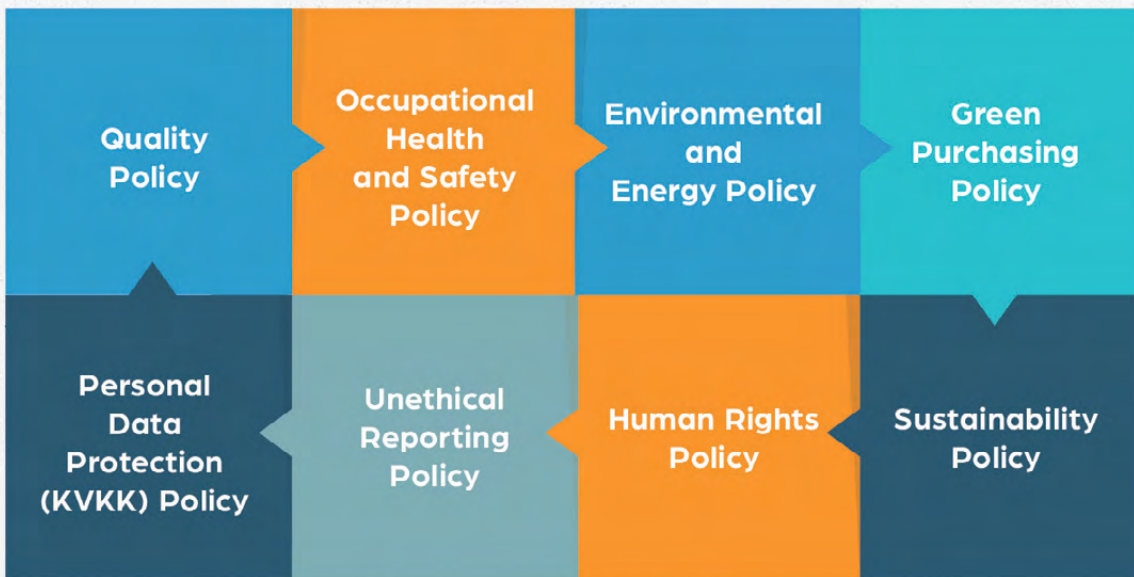 Quality
Policy
Occupational
Health
and Safety
Policy
Environmental
and
Energy Policy
Green
Purchasing
Policy
Personal
Data
Protection
(KVKK) Policy
Unethical
Reporting
Policy
Human Rights
Policy
Sustainability
Policy